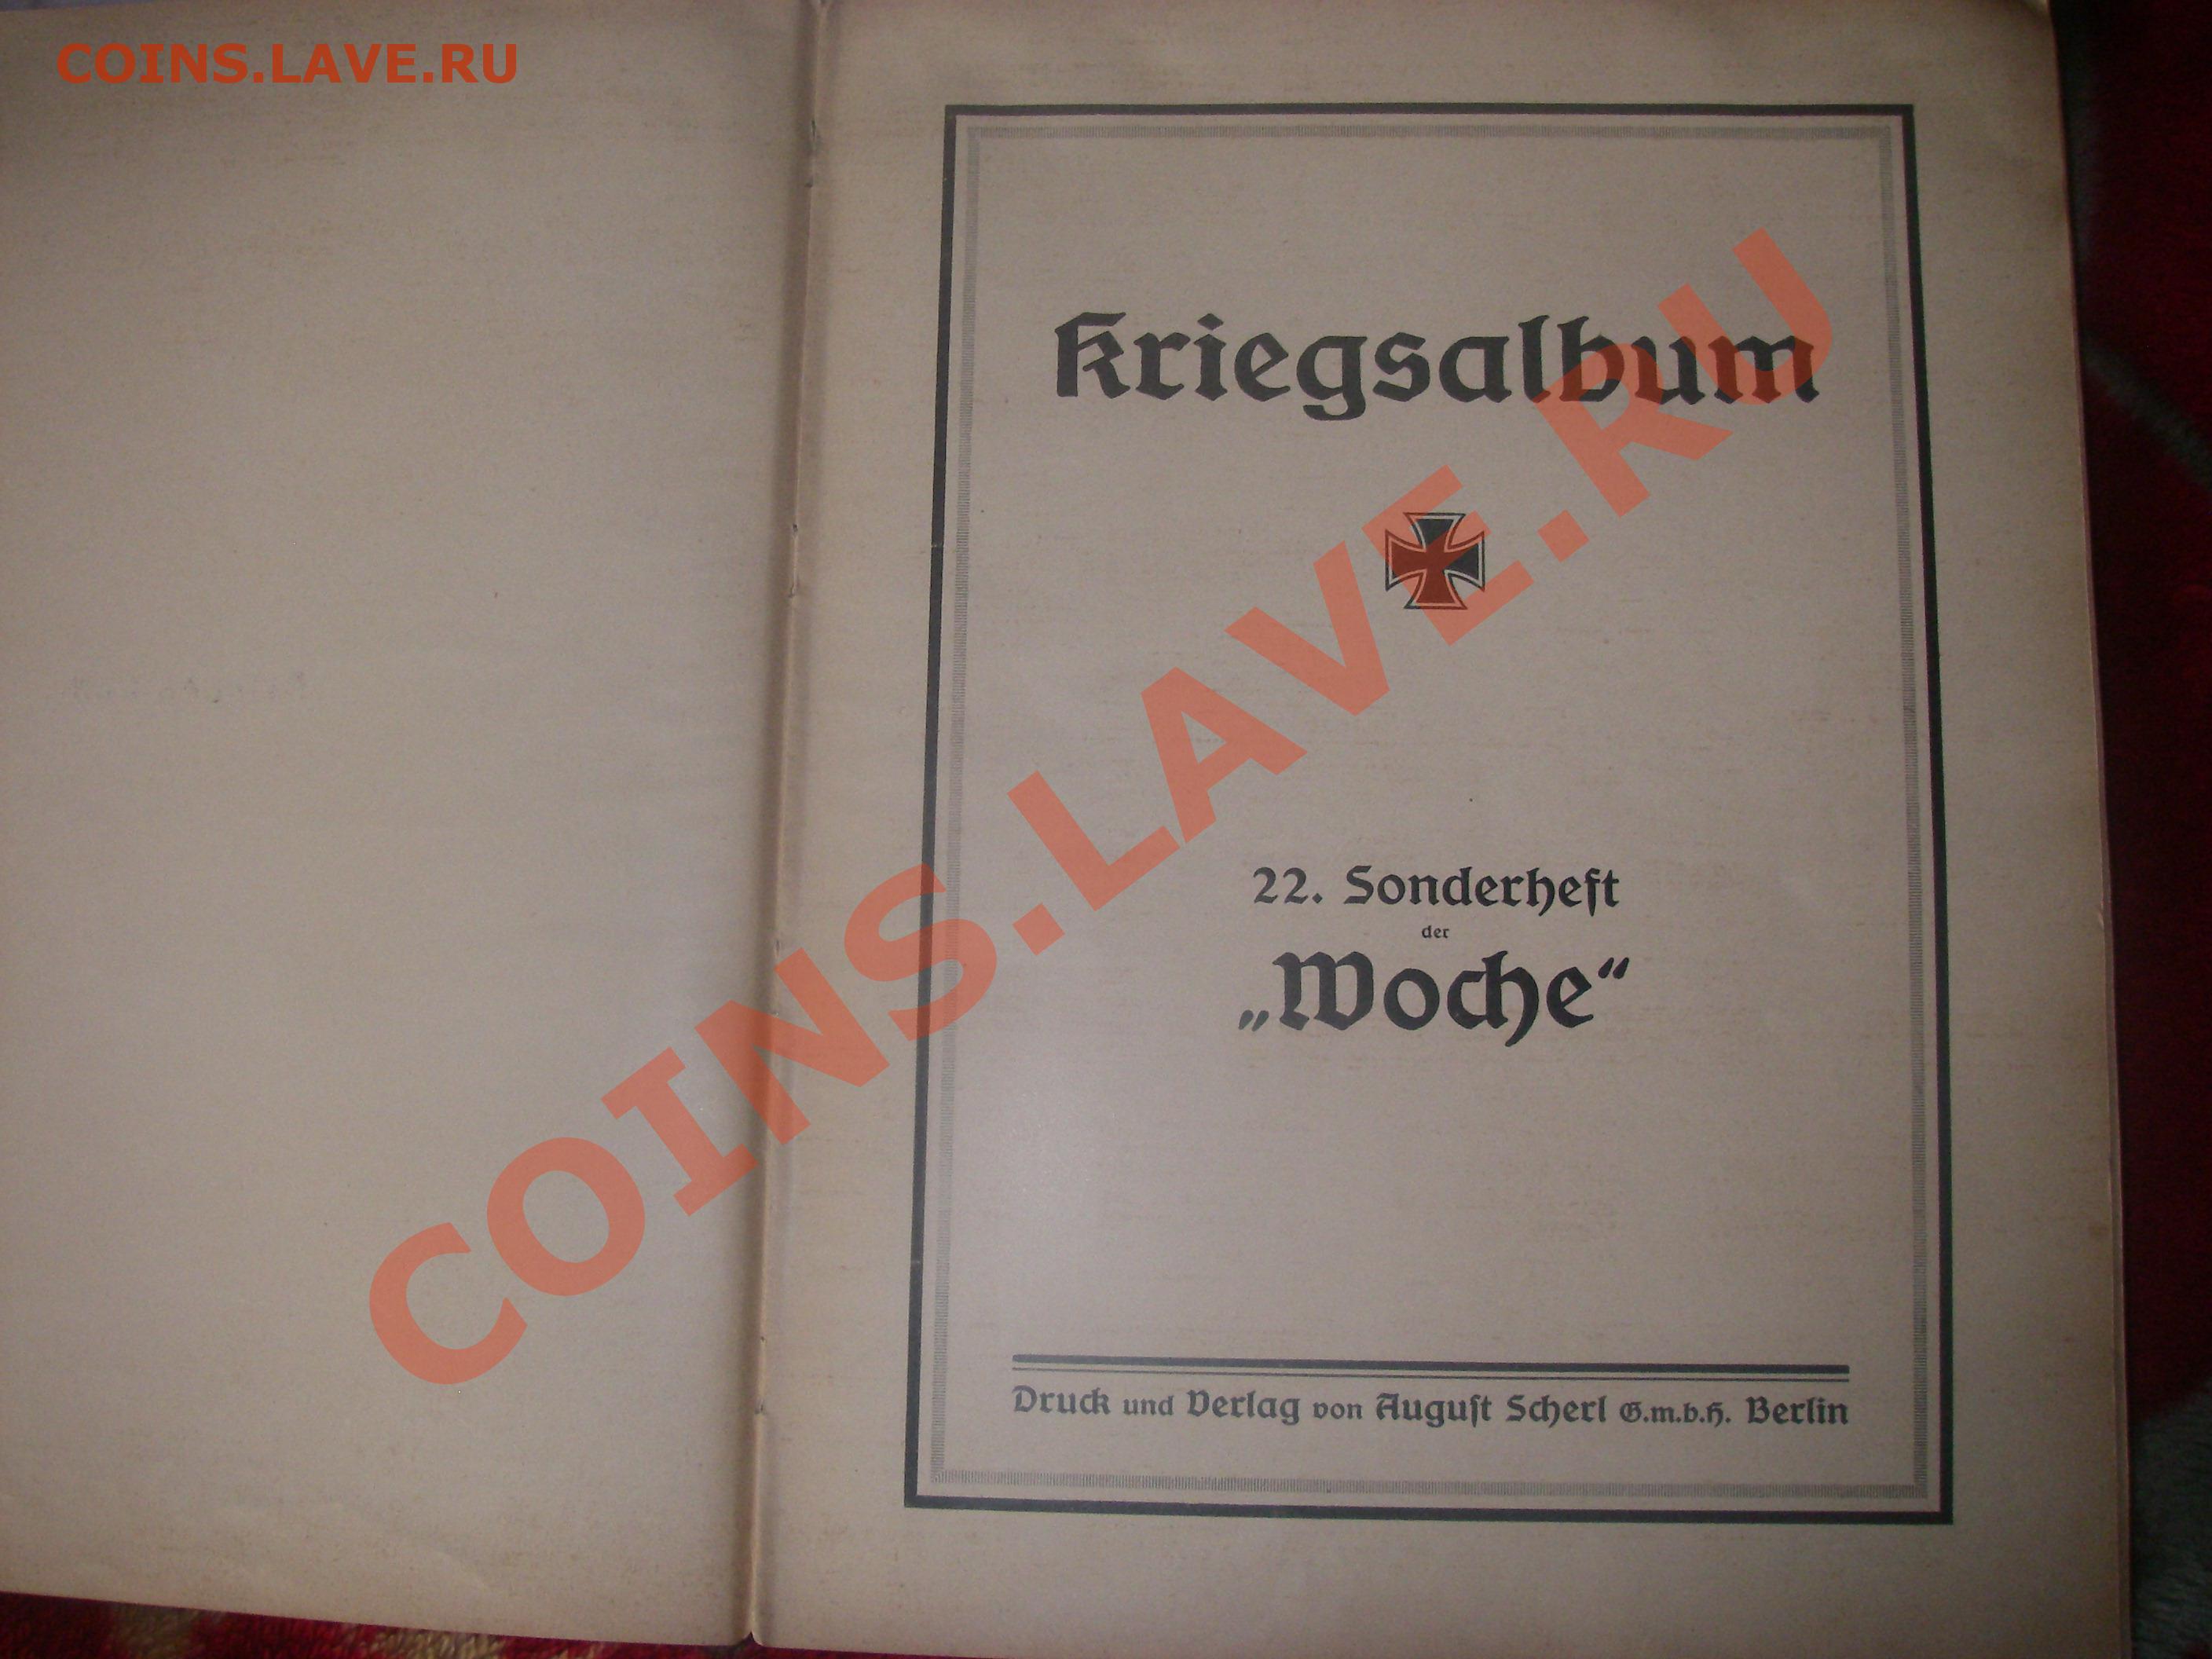 COINS.LAVE.RU
Kriegsalbum
22. Sonderheft
der
„Woche“
Druck und Verlag von August Scherl G.m.b.H. Berlin
COINS.LAVE.RU